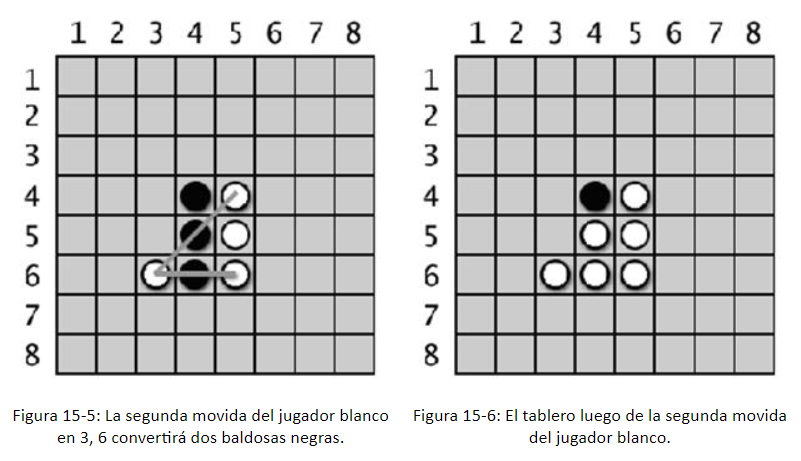 1 2 3 4 5 6 7 8
1
2
3
4
5
6
7
8
1 2 3 4 5 6 7 8
1
2
3
4
5
6
7
8
Figura 15-5: La segunda movida del jugador blanco
en 3, 6 convertirá dos baldosas negras.
Figura 15-6: El tablero luego de la segunda movida
del jugador blanco.